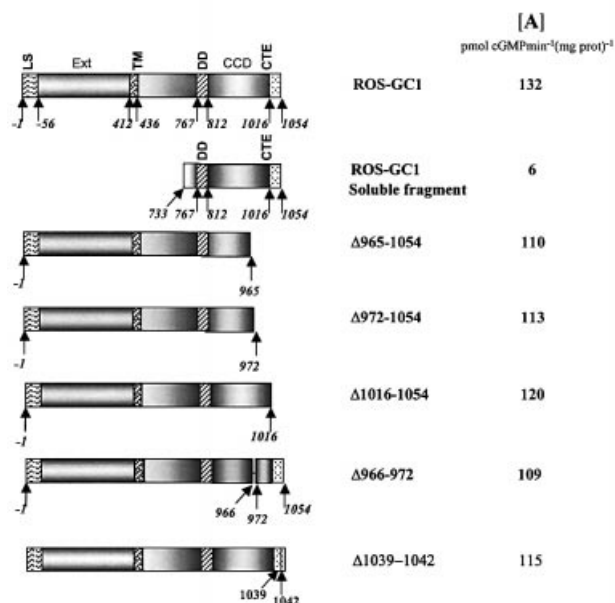 [A]
pmol cGMPmin⁻¹(mg prot)⁻¹
LS Ext TM DD CCD CTE
ROS-GC1 132
-1 -56 412 436 767 812 1016 1054
DD CTE
ROS-GC1 6
Soluble fragment
733 767 812 1016 1054
Δ965-1054 110
-1 965
Δ972-1054 113
-1 972
Δ1016-1054 120
-1 1016
Δ966-972 109
-1 966 972 1054
Δ1039–1042 115
-1 1039 1042